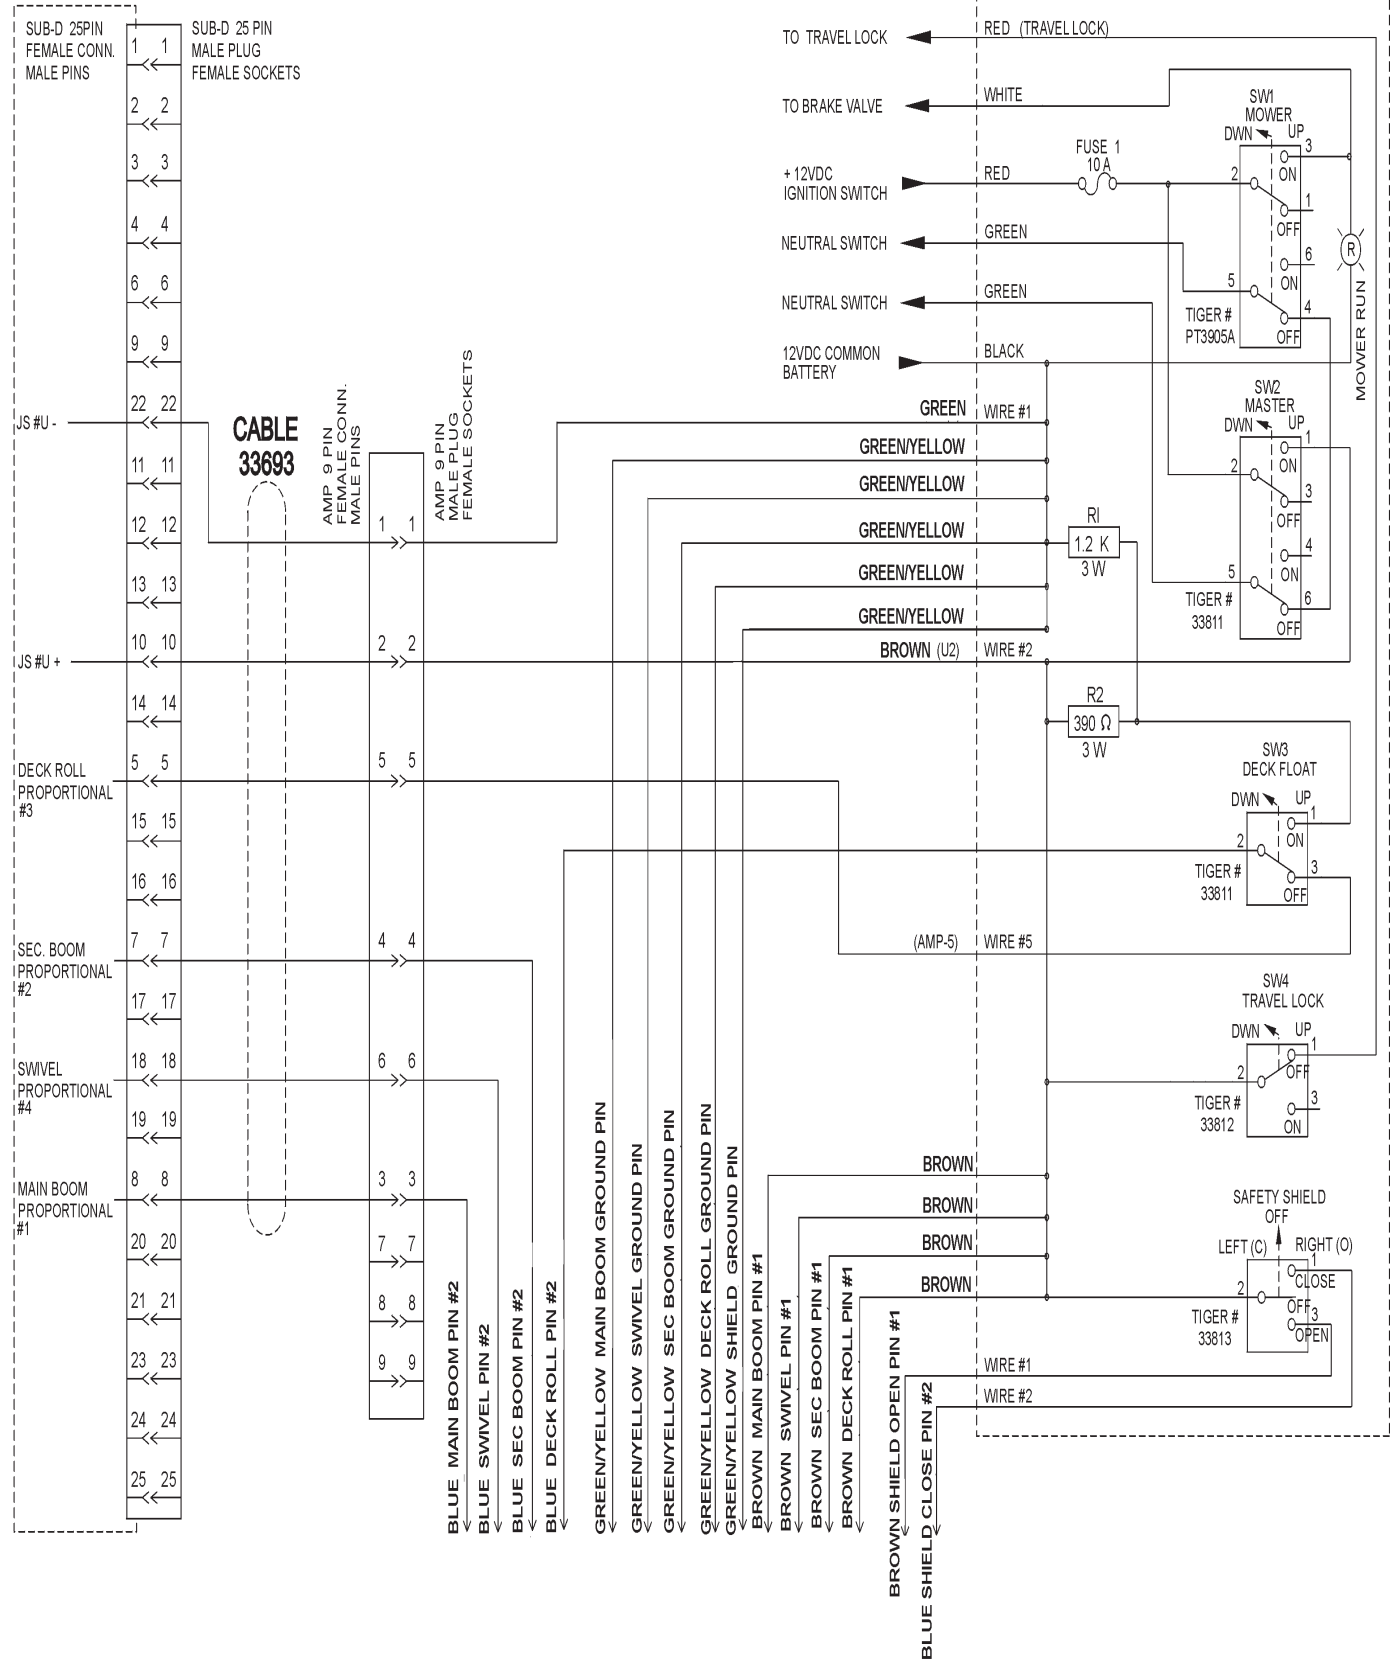 SUB-D 25PIN
FEMALE CONN.
MALE PINS
SUB-D 25 PIN
MALE PLUG
FEMALE SOCKETS
1 1
2 2
3 3
4 4
6 6
9 9
22 22
11 11
12 12
13 13
10 10
14 14
5 5
15 15
16 16
7 7
17 17
18 18
19 19
8 8
20 20
21 21
23 23
24 24
25 25
JS #U -
JS #U +
DECK ROLL
PROPORTIONAL
#3
SEC. BOOM
PROPORTIONAL
#2
SWIVEL
PROPORTIONAL
#4
MAIN BOOM
PROPORTIONAL
#1
CABLE
33693
AMP 9 PIN
FEMALE CONN.
MALE PINS
AMP 9 PIN
MALE PLUG
FEMALE SOCKETS
1 1
2 2
5 5
4 4
6 6
3 3
7 7
8 8
9 9
TO TRAVEL LOCK
RED (TRAVEL LOCK)
TO BRAKE VALVE
WHITE
+ 12VDC
IGNITION SWITCH
RED
FUSE 1
10 A
NEUTRAL SWITCH
GREEN
NEUTRAL SWITCH
GREEN
12VDC COMMON
BATTERY
BLACK
GREEN
WIRE #1
GREEN/YELLOW
GREEN/YELLOW
GREEN/YELLOW
GREEN/YELLOW
GREEN/YELLOW
BROWN (U2)
WIRE #2
SW1
MOWER
DWN
UP
3
ON
2
1
OFF
6
ON
5
4
OFF
TIGER #
PT3905A
R
MOWER RUN
SW2
MASTER
DWN
UP
1
ON
2
3
OFF
4
ON
5
6
OFF
TIGER #
33811
R1
1.2 K
3 W
R2
390 Ω
3 W
SW3
DECK FLOAT
DWN
UP
1
ON
2
3
OFF
TIGER #
33811
(AMP-5)
WIRE #5
SW4
TRAVEL LOCK
DWN
UP
1
OFF
2
3
ON
TIGER #
33812
BROWN
BROWN
BROWN
BROWN
SAFETY SHIELD
OFF
LEFT (C)
RIGHT (O)
1
CLOSE
2
OFF
3
OPEN
TIGER #
33813
WIRE #1
WIRE #2
BLUE MAIN BOOM PIN #2
BLUE SWIVEL PIN #2
BLUE SEC BOOM PIN #2
BLUE DECK ROLL PIN #2
GREEN/YELLOW MAIN BOOM GROUND PIN
GREEN/YELLOW SWIVEL GROUND PIN
GREEN/YELLOW SEC BOOM GROUND PIN
GREEN/YELLOW DECK ROLL GROUND PIN
GREEN/YELLOW SHIELD GROUND PIN
BROWN MAIN BOOM PIN #1
BROWN SWIVEL PIN #1
BROWN SEC BOOM PIN #1
BROWN DECK ROLL PIN #1
BROWN SHIELD OPEN PIN #1
BLUE SHIELD CLOSE PIN #2